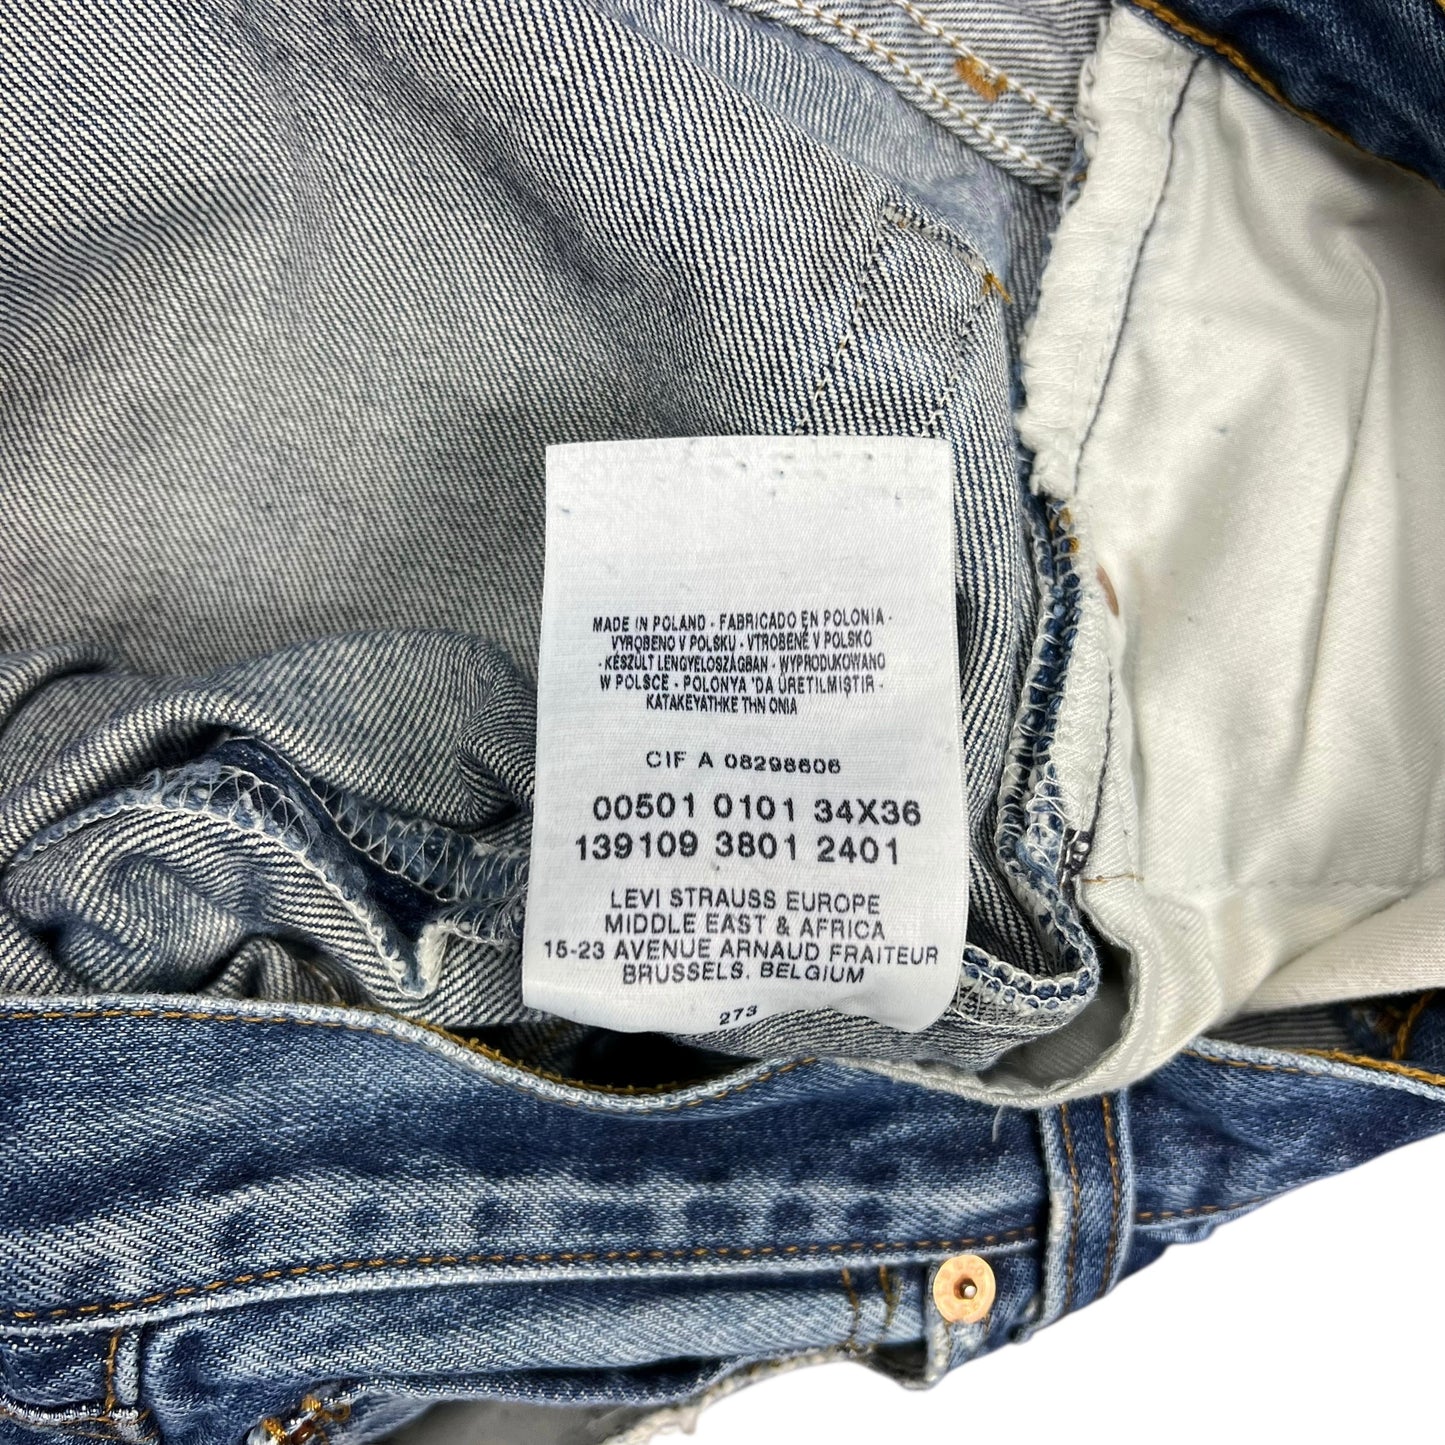 MADE IN POLAND - FABRICADO EN POLONIA -
VYROBENO V POLSKU - VTROBENÉ V POLSKO
- KÉSZÜLT LENGYELOSZÁGBAN - WYPRODUKOWANO
W POLSCE - POLONYA 'DA ÜRETILMISTIR -
KATAKEYATHKE THN ONIA
CIF A 08298606
00501 0101 34X36
139109 3801 2401
LEVI STRAUSS EUROPE
MIDDLE EAST & AFRICA
15-23 AVENUE ARNAUD FRAITEUR
BRUSSELS. BELGIUM
273